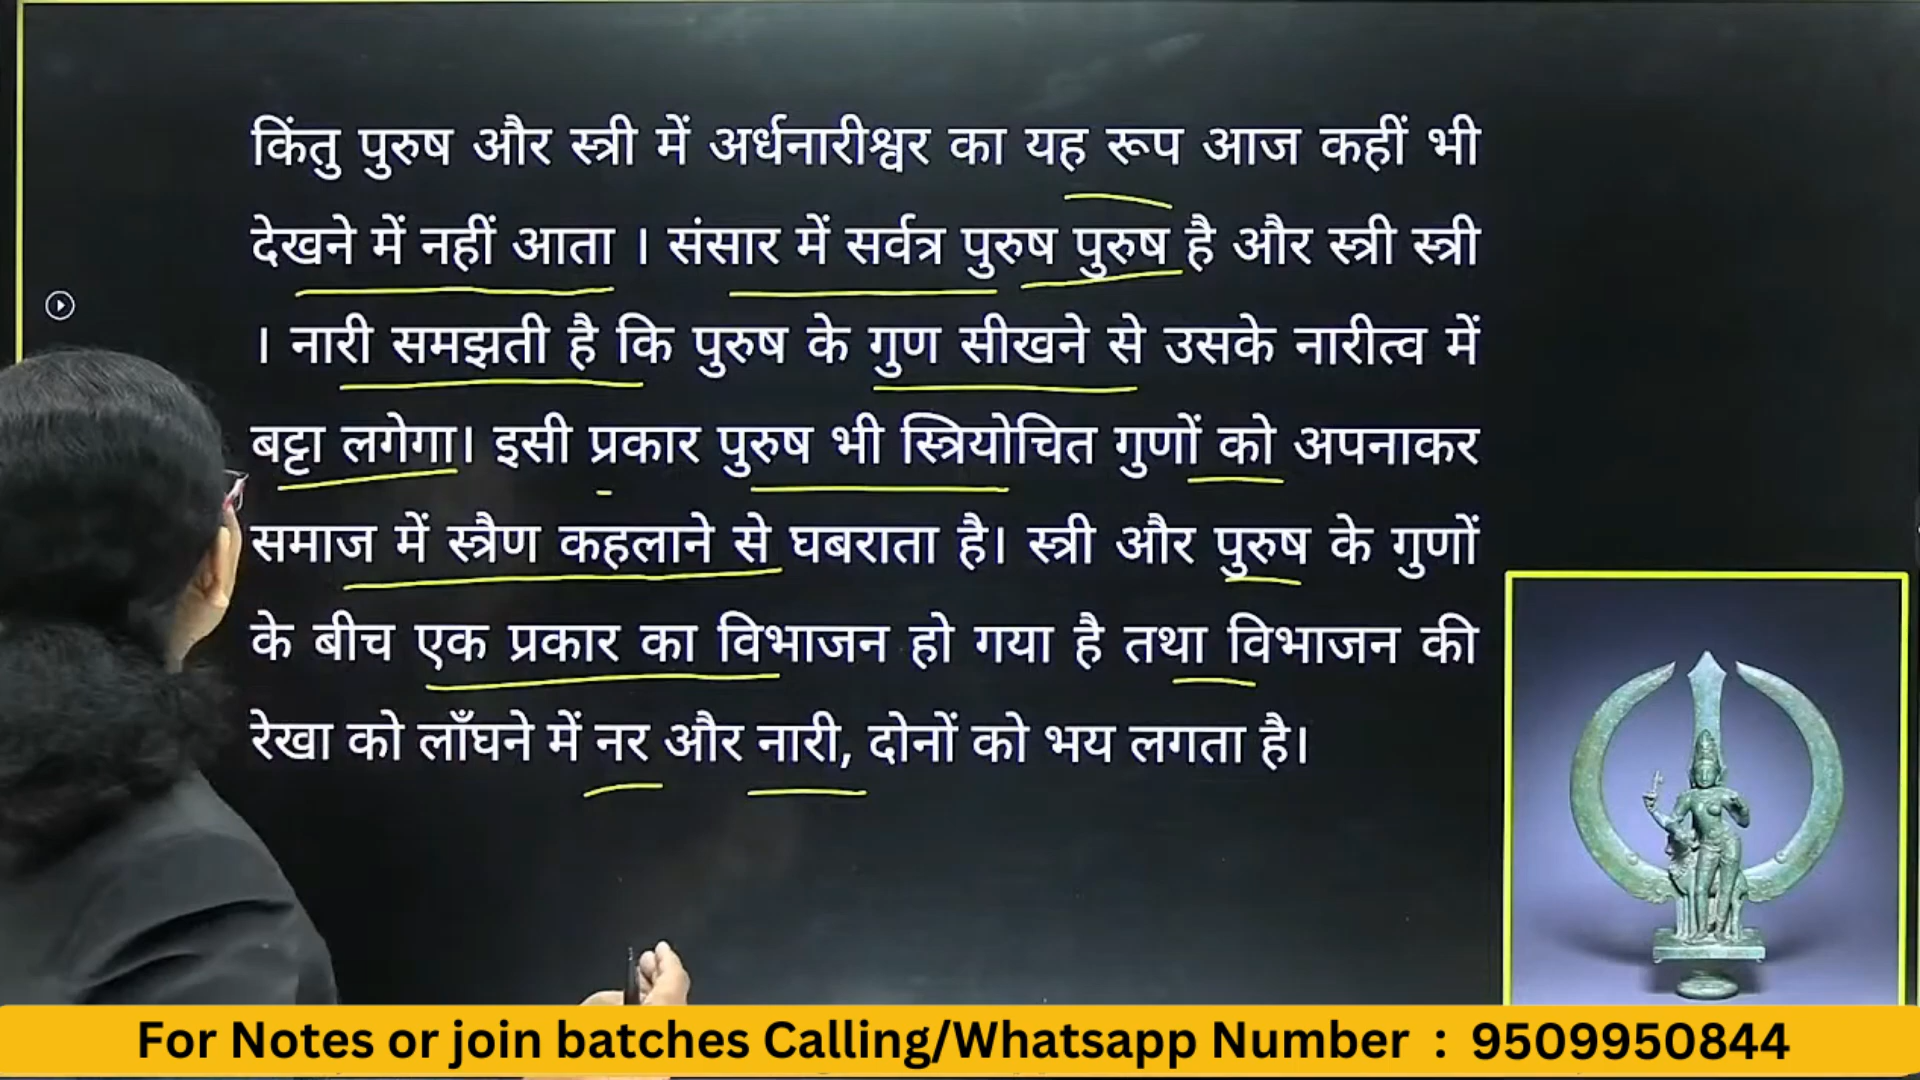 किंतु पुरुष और स्त्री में अर्धनारीश्वर का यह रूप आज कहीं भी
देखने में नहीं आता । संसार में सर्वत्र पुरुष पुरुष है और स्त्री स्त्री
। नारी समझती है कि पुरुष के गुण सीखने से उसके नारीत्व में
बट्टा लगेगा। इसी प्रकार पुरुष भी स्त्रियोचित गुणों को अपनाकर
समाज में स्त्रैण कहलाने से घबराता है। स्त्री और पुरुष के गुणों
के बीच एक प्रकार का विभाजन हो गया है तथा विभाजन की
रेखा को लाँघने में नर और नारी, दोनों को भय लगता है।
For Notes or join batches Calling/Whatsapp Number : 9509950844